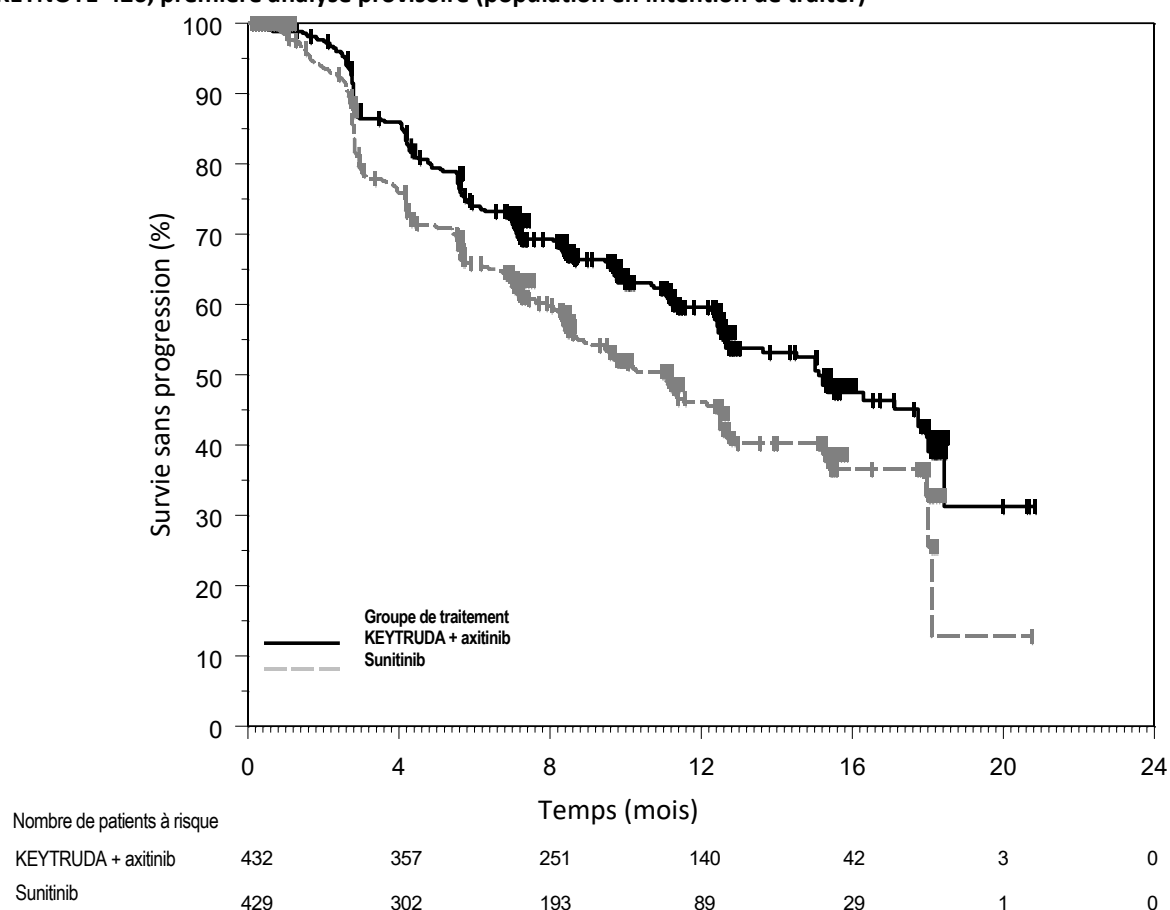 KEYNOTE-426, première analyse provisoire (population en intention de traiter)
100
90
80
70
60
50
40
30
20
10
0
Survie sans progression (%)
Groupe de traitement
KEYTRUDA + axitinib
Sunitinib
0 4 8 12 16 20 24
Temps (mois)
Nombre de patients à risque
KEYTRUDA + axitinib 432 357 251 140 42 3 0
Sunitinib 429 302 193 89 29 1 0